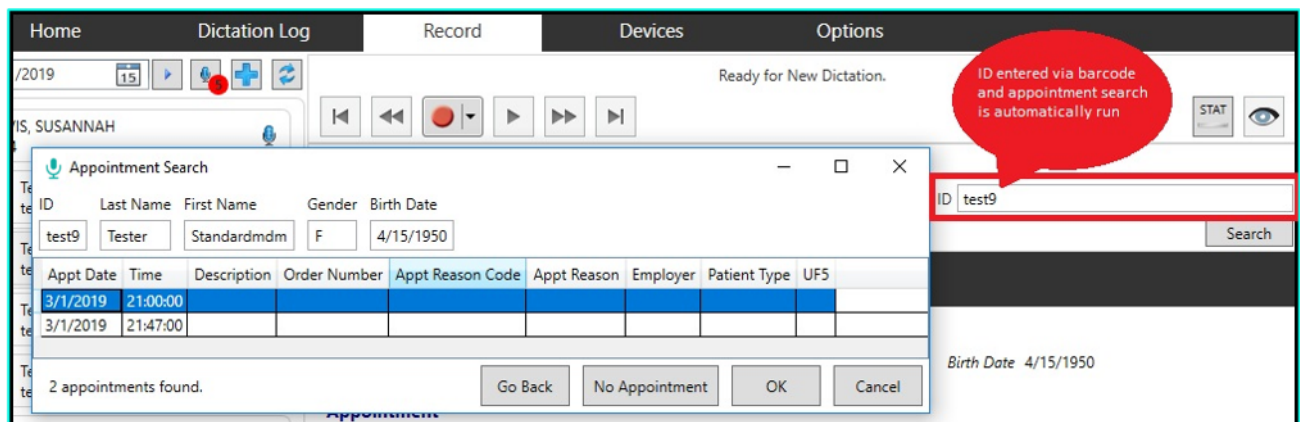 Home Dictation Log Record Devices Options
/2019 15 5
Ready for New Dictation.
ID entered via barcode
and appointment search
is automatically run
STAT
IS, SUSANNAH
Appointment Search
ID Last Name First Name Gender Birth Date
test9 Tester Standardmdm F 4/15/1950
ID test9
Search
Appt Date Time Description Order Number Appt Reason Code Appt Reason Employer Patient Type UF5
3/1/2019 21:00:00
3/1/2019 21:47:00
Birth Date 4/15/1950
2 appointments found. Go Back No Appointment OK Cancel
Appointment